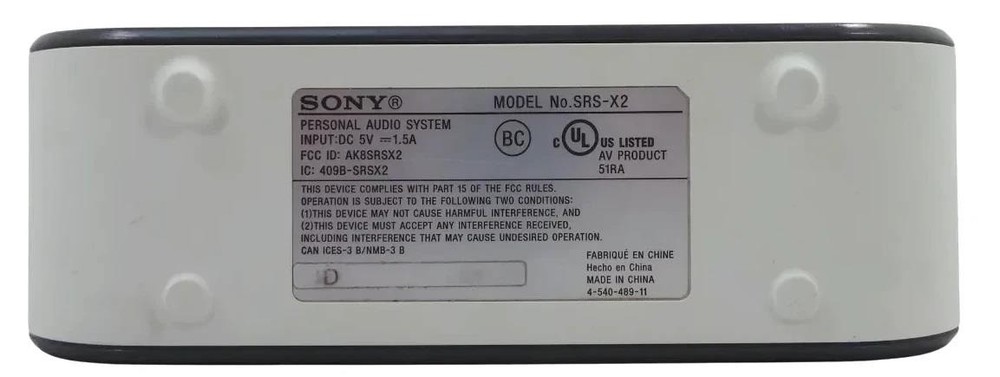 SONY® MODEL No.SRS-X2
PERSONAL AUDIO SYSTEM
INPUT:DC 5V ⎓1.5A
FCC ID: AK8SRSX2
IC: 409B-SRSX2
BC
C UL ® US LISTED
AV PRODUCT
51RA
THIS DEVICE COMPLIES WITH PART 15 OF THE FCC RULES.
OPERATION IS SUBJECT TO THE FOLLOWING TWO CONDITIONS:
(1)THIS DEVICE MAY NOT CAUSE HARMFUL INTERFERENCE, AND
(2)THIS DEVICE MUST ACCEPT ANY INTERFERENCE RECEIVED,
INCLUDING INTERFERENCE THAT MAY CAUSE UNDESIRED OPERATION.
CAN ICES-3 B/NMB-3 B
D
FABRIQUÉ EN CHINE
Hecho en China
MADE IN CHINA
4-540-489-11